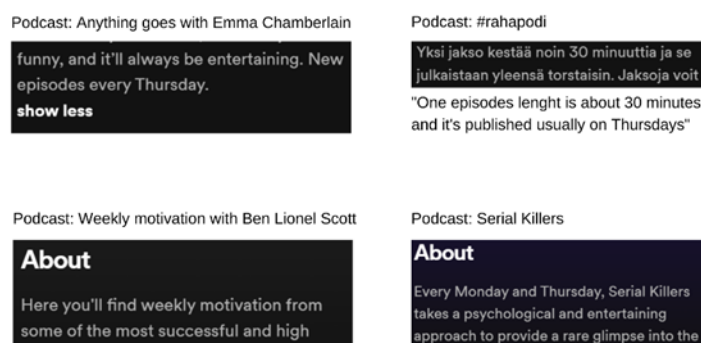 Podcast: Anything goes with Emma Chamberlain
funny, and it'll always be entertaining. New
episodes every Thursday.
show less
Podcast: #rahapodi
Yksi jakso kestää noin 30 minuuttia ja se
julkaistaan yleensä torstaisin. Jaksoja voit
"One episodes lenght is about 30 minutes
and it's published usually on Thursdays"
Podcast: Weekly motivation with Ben Lionel Scott
About
Here you'll find weekly motivation from
some of the most successful and high
Podcast: Serial Killers
About
Every Monday and Thursday, Serial Killers
takes a psychological and entertaining
approach to provide a rare glimpse into the